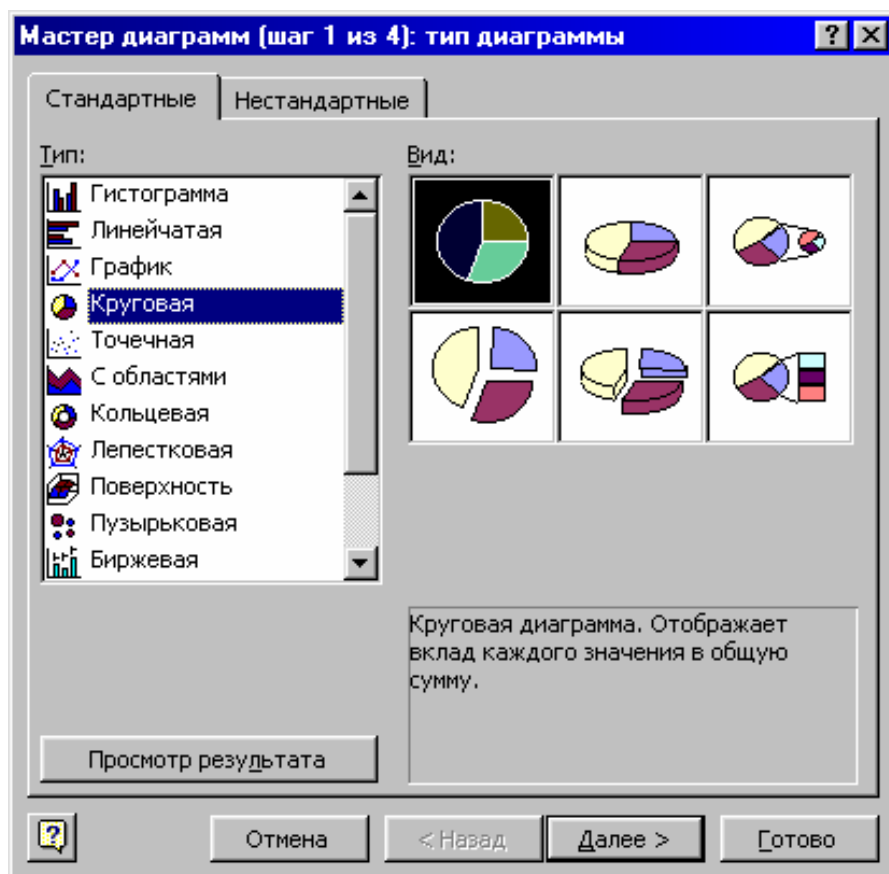 Мастер диаграмм (шаг 1 из 4): тип диаграммы
Стандартные
Нестандартные
Тип:
Вид:
Гистограмма
Линейчатая
График
Круговая
Точечная
С областями
Кольцевая
Лепестковая
Поверхность
Пузырьковая
Биржевая
Круговая диаграмма. Отображает
вклад каждого значения в общую
сумму.
Просмотр результата
Отмена
< Назад
Далее >
Готово